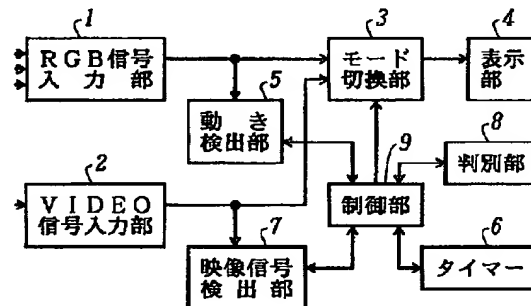 1
RGB信号
入力部
3
モード
切換部
4
表示
部
5
動き
検出部
9
制御部
8
判別部
2
VIDEO
信号入力部
7
映像信号
検出部
6
タイマー